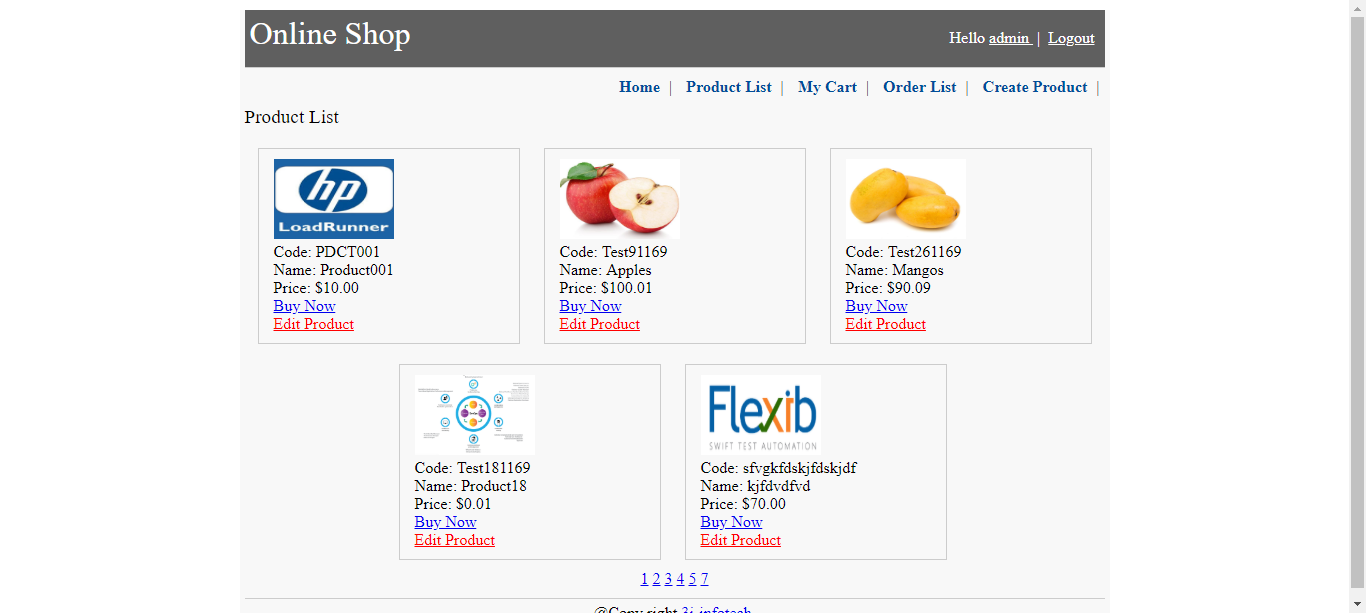 Online Shop
Hello admin | Logout
Home | Product List | My Cart | Order List | Create Product |
Product List
hp
LoadRunner
Code: PDCT001
Name: Product001
Price: $10.00
Buy Now
Edit Product
Code: Test91169
Name: Apples
Price: $100.01
Buy Now
Edit Product
Code: Test261169
Name: Mangos
Price: $90.09
Buy Now
Edit Product
Code: Test181169
Name: Product18
Price: $0.01
Buy Now
Edit Product
Flexib
SWIFT TEST AUTOMATION
Code: sfvgkfdskjfdskjdf
Name: kjfdvdfvd
Price: $70.00
Buy Now
Edit Product
1 2 3 4 5 7
@Copy right 3i-infotech